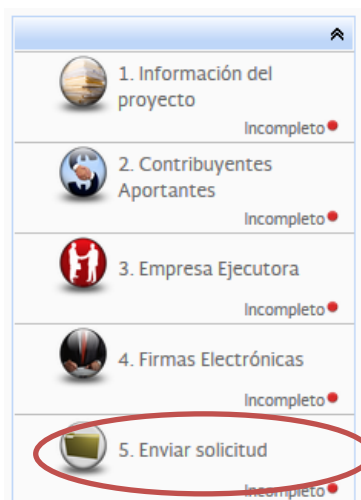 1. Información del
proyecto
Incompleto
2. Contribuyentes
Aportantes
Incompleto
3. Empresa Ejecutora
Incompleto
4. Firmas Electrónicas
Incompleto
5. Enviar solicitud
Incompleto